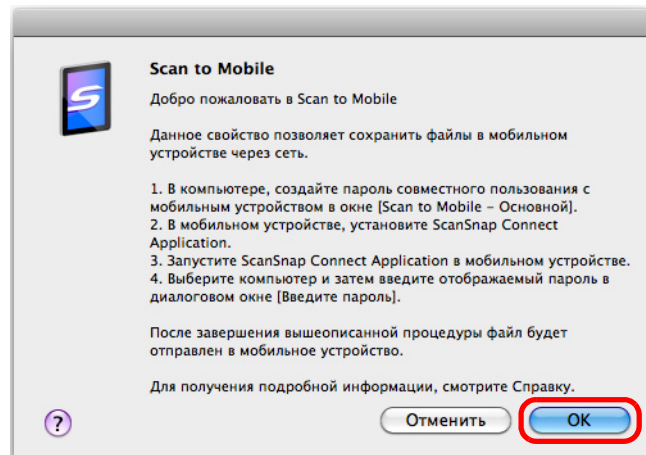 Scan to Mobile
Добро пожаловать в Scan to Mobile
Данное свойство позволяет сохранить файлы в мобильном
устройстве через сеть.
1. В компьютере, создайте пароль совместного пользования с
мобильным устройством в окне [Scan to Mobile – Основной].
2. В мобильном устройстве, установите ScanSnap Connect
Application.
3. Запустите ScanSnap Connect Application в мобильном устройстве.
4. Выберите компьютер и затем введите отображаемый пароль в
диалоговом окне [Введите пароль].
После завершения вышеописанной процедуры файл будет
отправлен в мобильное устройство.
Для получения подробной информации, смотрите Справку.
? Отменить OK